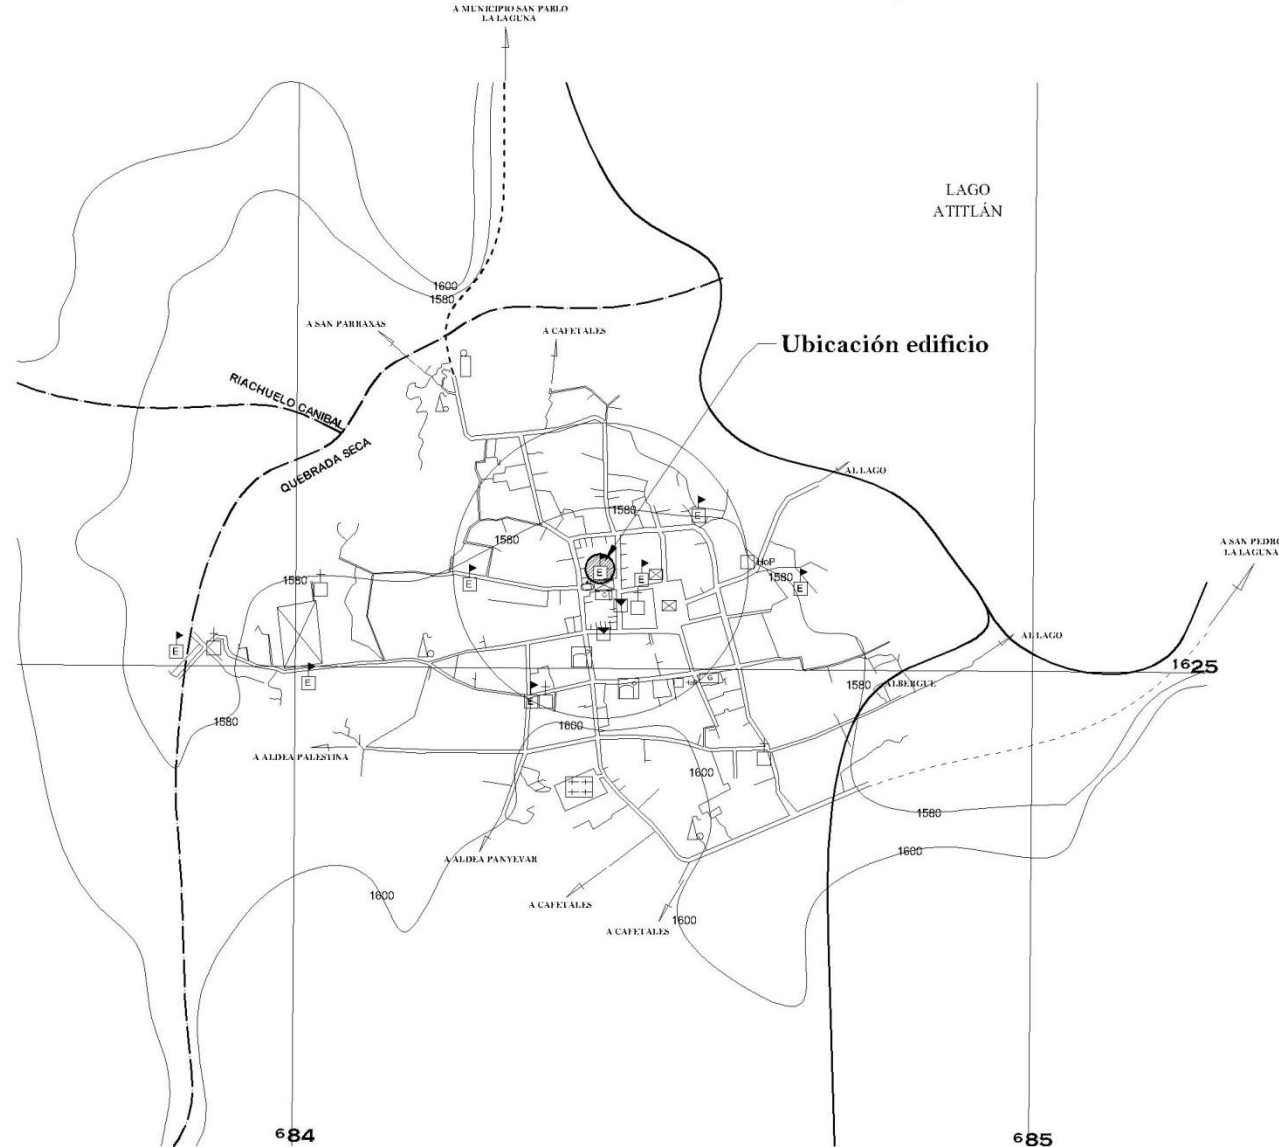 A MUNICIPIO SAN PABLO
LA LAGUNA
LAGO
ATITLÁN
1600
1580
A SAN PARRAXAS
A CAFETALES
Ubicación edificio
RIACHUELO CANIBAL
QUEBRADA SECA
AL LAGO
1580
E
1580
A SAN PEDRO
LA LAGUNA
HoP
1580
1580
E
E
E
E
E
AL LAGO
E
1625
E
G
ALBERGUE
1580
E
1580
1600
A ALDEA PALESTINA
1600
1580
1600
A ALDEA PANYEVAR
1600
A CAFETALES
1600
A CAFETALES
684
685